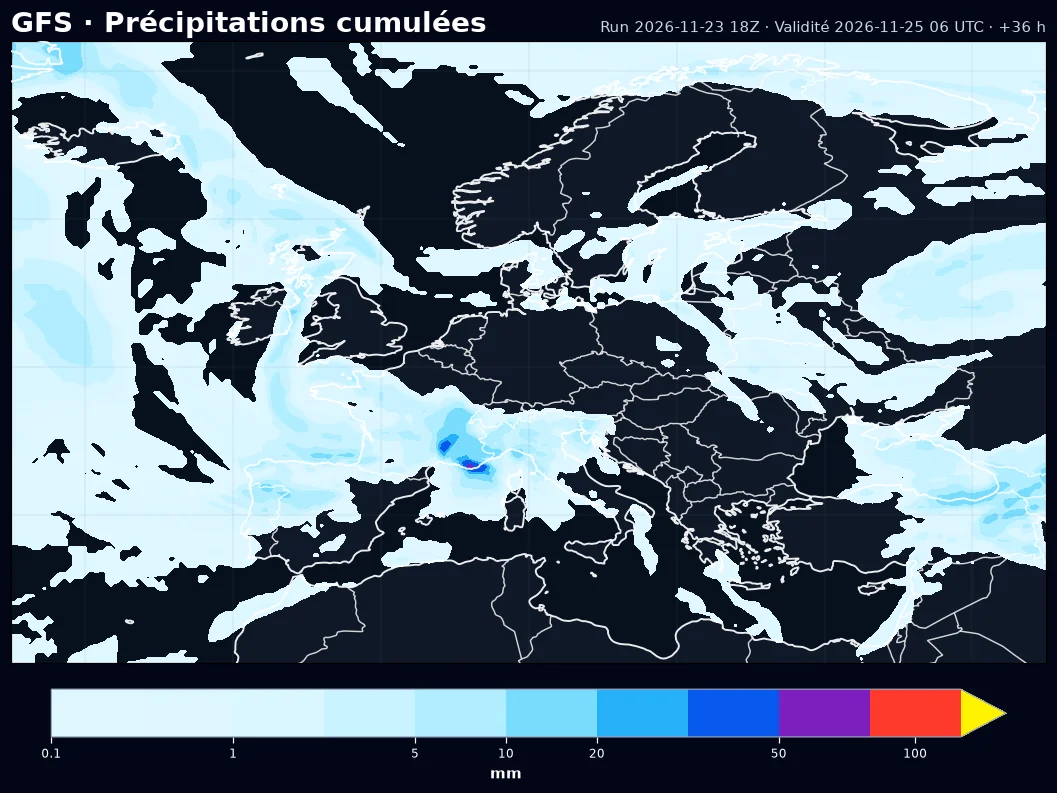 GFS · Précipitations cumulées
Run 2026-11-23 18Z · Validité 2026-11-25 06 UTC · +36 h
0.1 1 5 10 20 50 100
mm